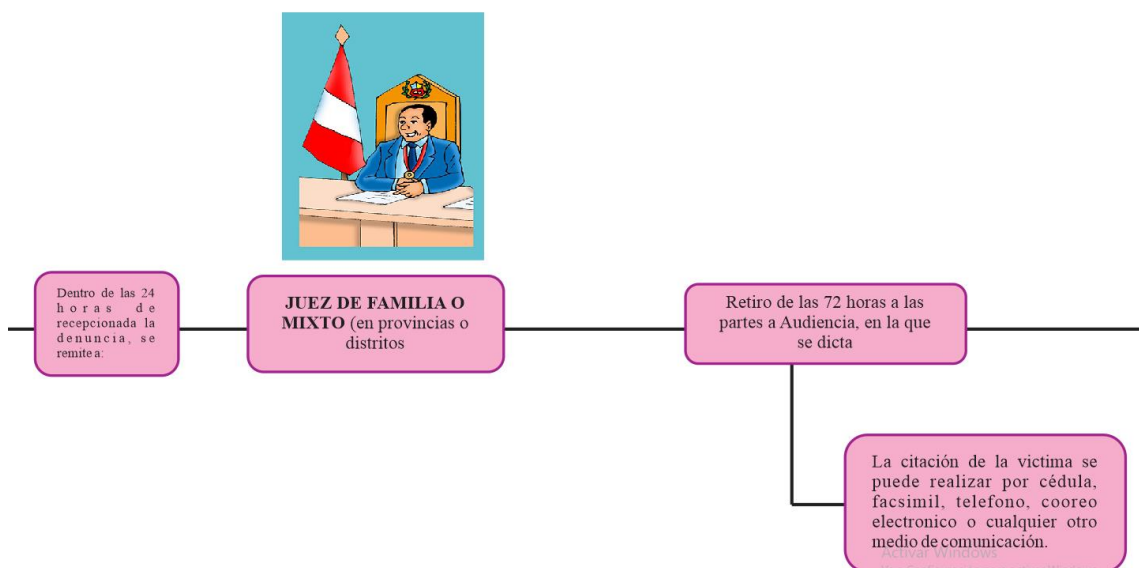 Dentro de las 24
horas de
recepcionada la
denuncia, se
remite a:
JUEZ DE FAMILIA O
MIXTO (en provincias o
distritos
Retiro de las 72 horas a las
partes a Audiencia, en la que
se dicta
La citación de la victima se
puede realizar por cédula,
facsimil, telefono, cooreo
electronico o cualquier otro
medio de comunicación.
Activar Windows